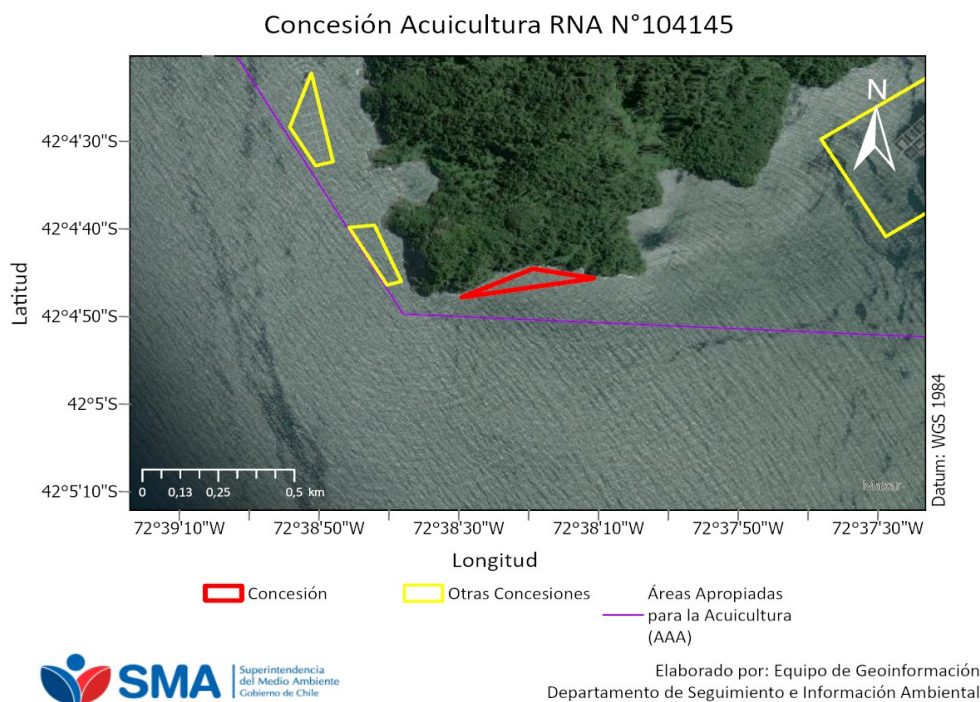 Concesión Acuicultura RNA N°104145
N
42°4'30"S
42°4'40"S
Latitud
42°4'50"S
42°5'S
42°5'10"S
0 0,13 0,25 0,5 km
Maxar
Datum: WGS 1984
72°39'10"W 72°38'50"W 72°38'30"W 72°38'10"W 72°37'50"W 72°37'30"W
Longitud
Concesión
Otras Concesiones
Áreas Apropiadas
para la Acuicultura
(AAA)
SMA
Superintendencia
del Medio Ambiente
Gobierno de Chile
Elaborado por: Equipo de Geoinformación
Departamento de Seguimiento e Información Ambiental